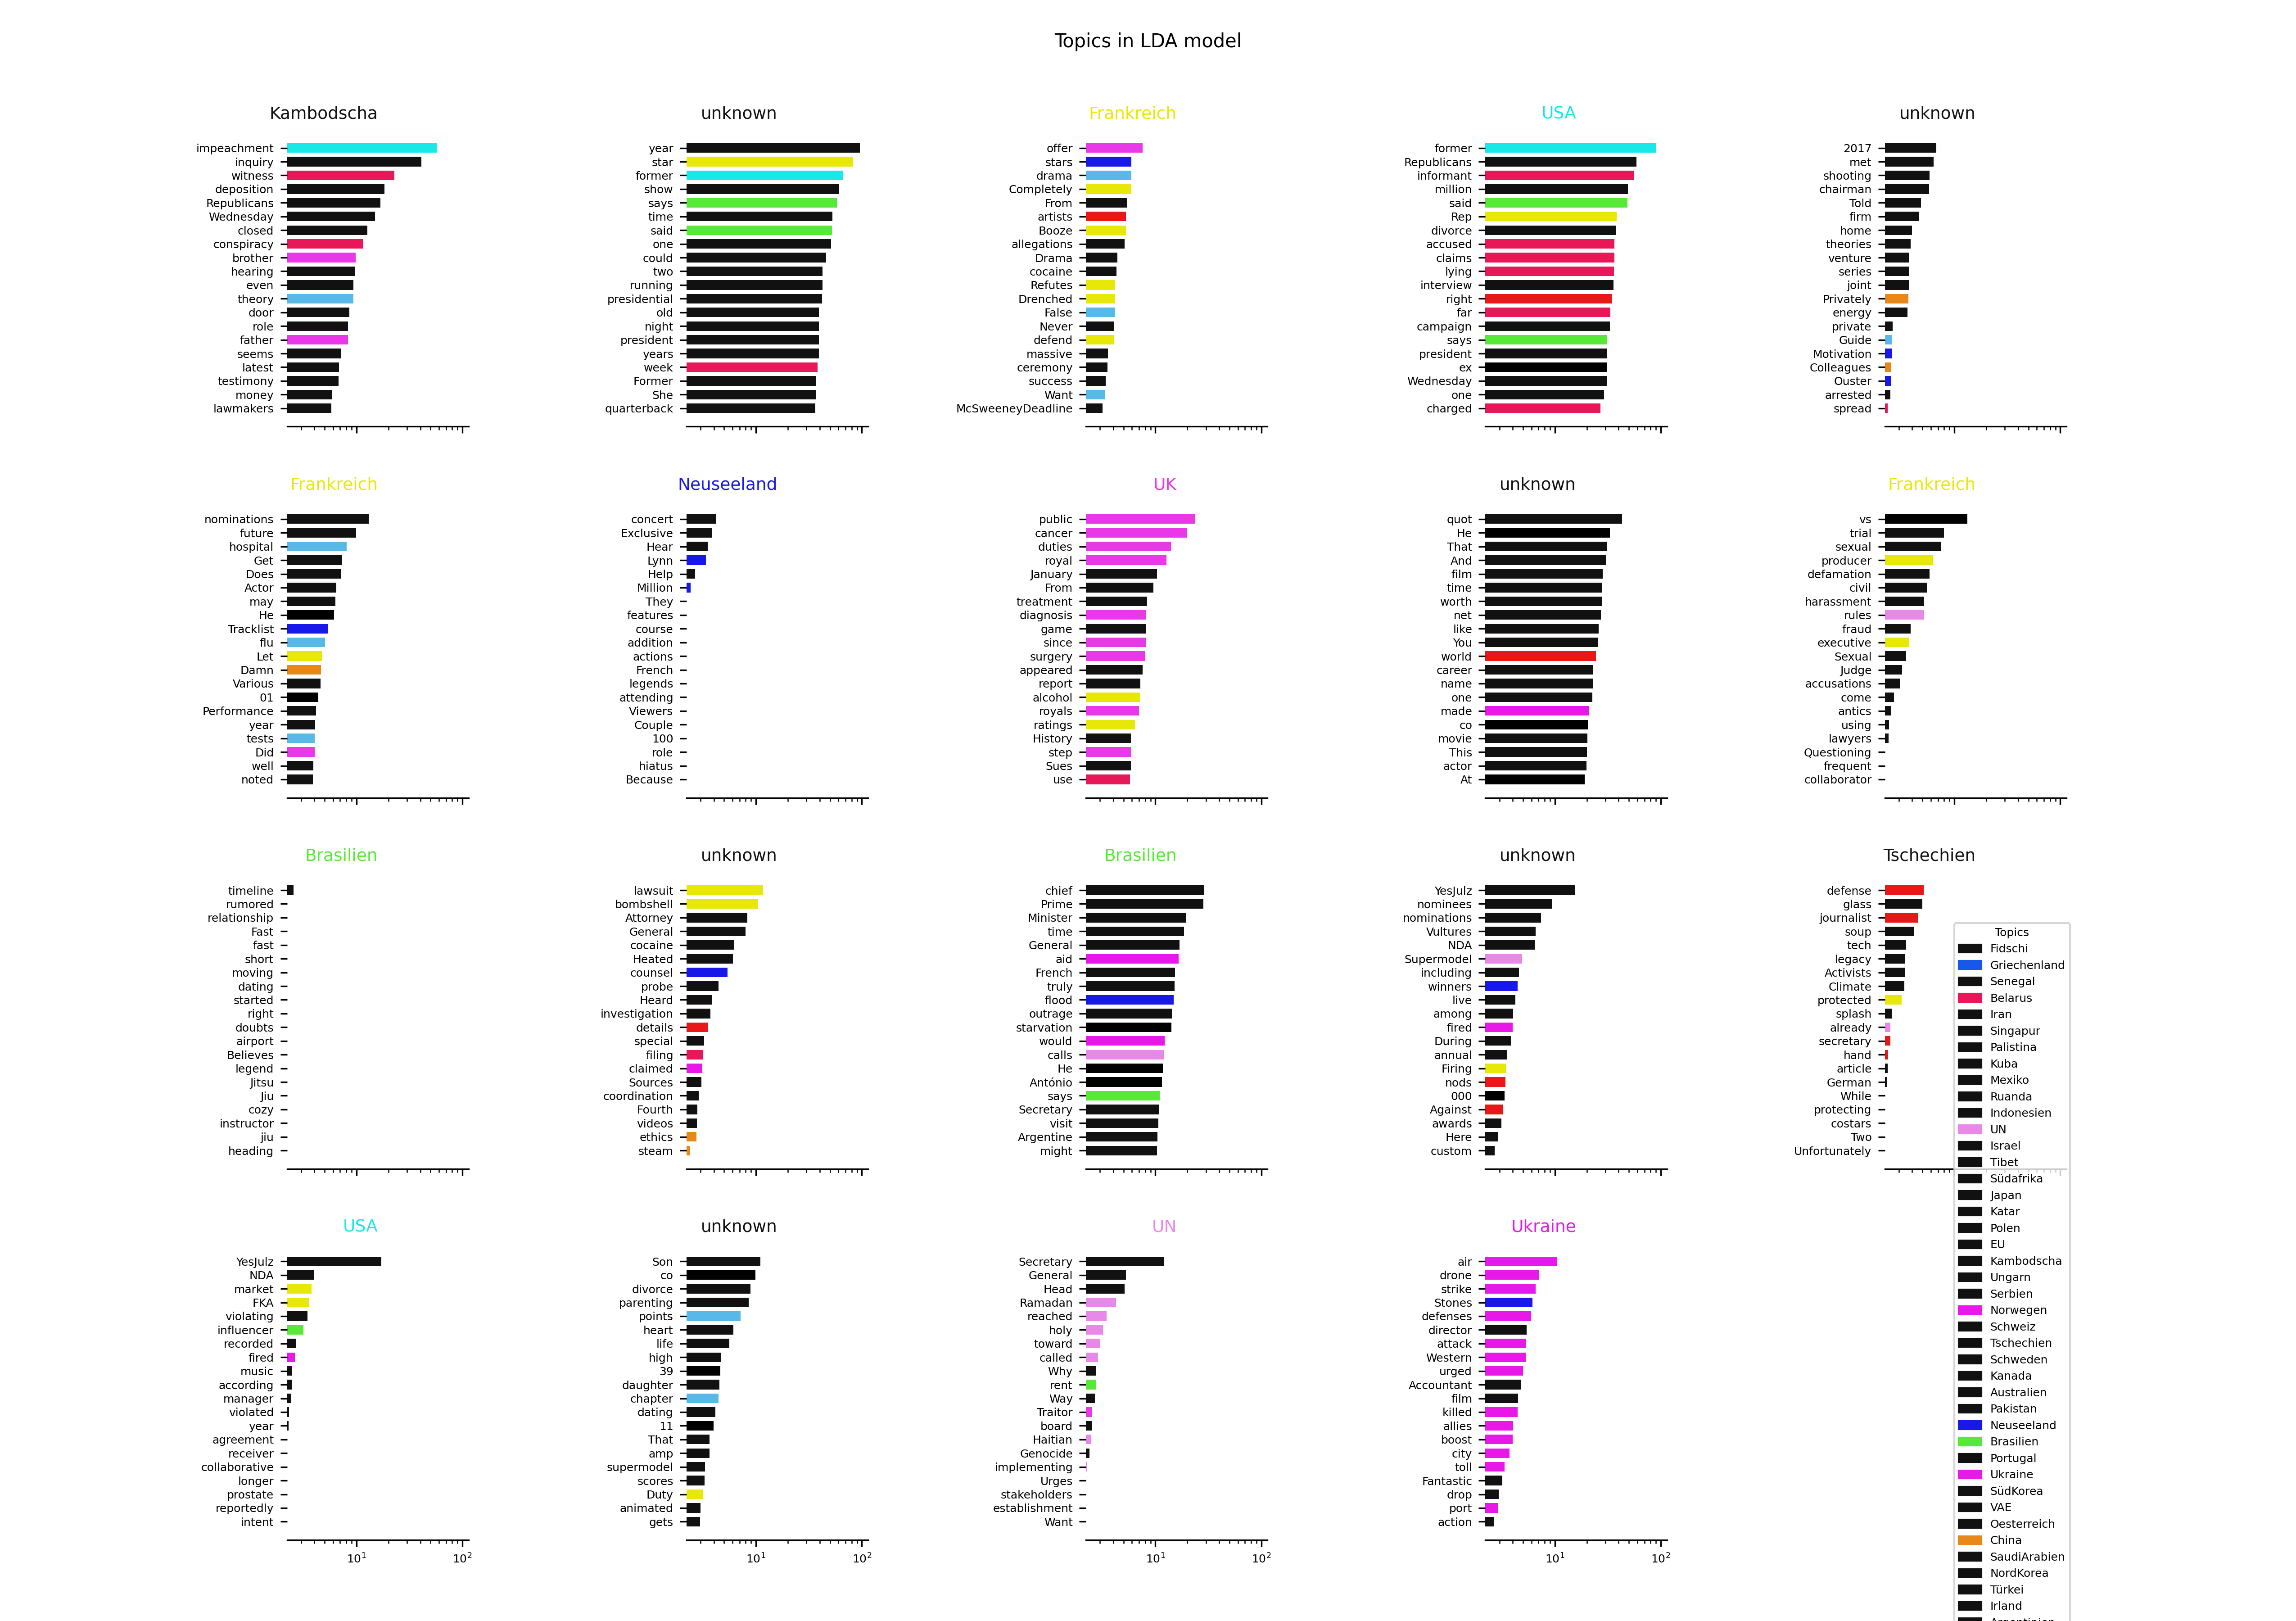 Topics in LDA model
Kambodscha
impeachment
inquiry
witness
deposition
Republicans
Wednesday
closed
conspiracy
brother
hearing
even
theory
door
role
father
seems
latest
testimony
money
lawmakers
unknown
year
star
former
show
says
time
said
one
could
two
running
presidential
old
night
president
years
week
Former
She
quarterback
Frankreich
offer
stars
drama
Completely
From
artists
Booze
allegations
Drama
cocaine
Refutes
Drenched
False
Never
defend
massive
ceremony
success
Want
McSweeneyDeadline
USA
former
Republicans
informant
million
said
Rep
divorce
accused
claims
lying
interview
right
far
campaign
says
president
ex
Wednesday
one
charged
unknown
2017
met
shooting
chairman
Told
firm
home
theories
venture
series
joint
Privately
energy
private
Guide
Motivation
Colleagues
Ouster
arrested
spread
Frankreich
nominations
future
hospital
Get
Does
Actor
may
He
Tracklist
flu
Let
Damn
Various
01
Performance
year
tests
Did
well
noted
Neuseeland
concert
Exclusive
Hear
Lynn
Help
Million
They
features
course
addition
actions
French
legends
attending
Viewers
Couple
100
role
hiatus
Because
UK
public
cancer
duties
royal
January
From
treatment
diagnosis
game
since
surgery
appeared
report
alcohol
royals
ratings
History
step
Sues
use
unknown
quot
He
That
And
film
time
worth
net
like
You
world
career
name
one
made
co
movie
This
actor
At
Frankreich
vs
trial
sexual
producer
defamation
civil
harassment
rules
fraud
executive
Sexual
Judge
accusations
come
antics
using
lawyers
Questioning
frequent
collaborator
Brasilien
timeline
rumored
relationship
Fast
fast
short
moving
dating
started
right
doubts
airport
Believes
legend
Jitsu
Jiu
cozy
instructor
jiu
heading
unknown
lawsuit
bombshell
Attorney
General
cocaine
Heated
counsel
probe
Heard
investigation
details
special
filing
claimed
Sources
coordination
Fourth
videos
ethics
steam
Brasilien
chief
Prime
Minister
time
General
aid
French
truly
flood
outrage
starvation
would
calls
He
António
says
Secretary
visit
Argentine
might
unknown
YesJulz
nominees
nominations
Vultures
NDA
Supermodel
including
winners
live
among
fired
During
annual
Firing
nods
000
Against
awards
Here
custom
Tschechien
defense
glass
journalist
soup
tech
legacy
Activists
Climate
protected
splash
already
secretary
hand
article
German
While
protecting
costars
Two
Unfortunately
USA
YesJulz
NDA
market
FKA
violating
influencer
recorded
fired
music
according
manager
violated
year
agreement
receiver
collaborative
longer
prostate
reportedly
intent
10¹ 10²
unknown
Son
co
divorce
parenting
points
heart
life
high
39
daughter
chapter
dating
11
That
amp
supermodel
scores
Duty
animated
gets
10¹ 10²
UN
Secretary
General
Head
Ramadan
reached
holy
toward
called
Why
rent
Way
Traitor
board
Haitian
Genocide
implementing
Urges
stakeholders
establishment
Want
10¹ 10²
Ukraine
air
drone
strike
Stones
defenses
director
attack
Western
urged
Accountant
film
killed
allies
boost
city
toll
Fantastic
drop
port
action
10¹ 10²
Topics
Fidschi
Griechenland
Senegal
Belarus
Iran
Singapur
Palistina
Kuba
Mexiko
Ruanda
Indonesien
UN
Israel
Tibet
Südafrika
Japan
Katar
Polen
EU
Kambodscha
Ungarn
Serbien
Norwegen
Schweiz
Tschechien
Schweden
Kanada
Australien
Pakistan
Neuseeland
Brasilien
Portugal
Ukraine
SüdKorea
VAE
Oesterreich
China
SaudiArabien
NordKorea
Türkei
Irland